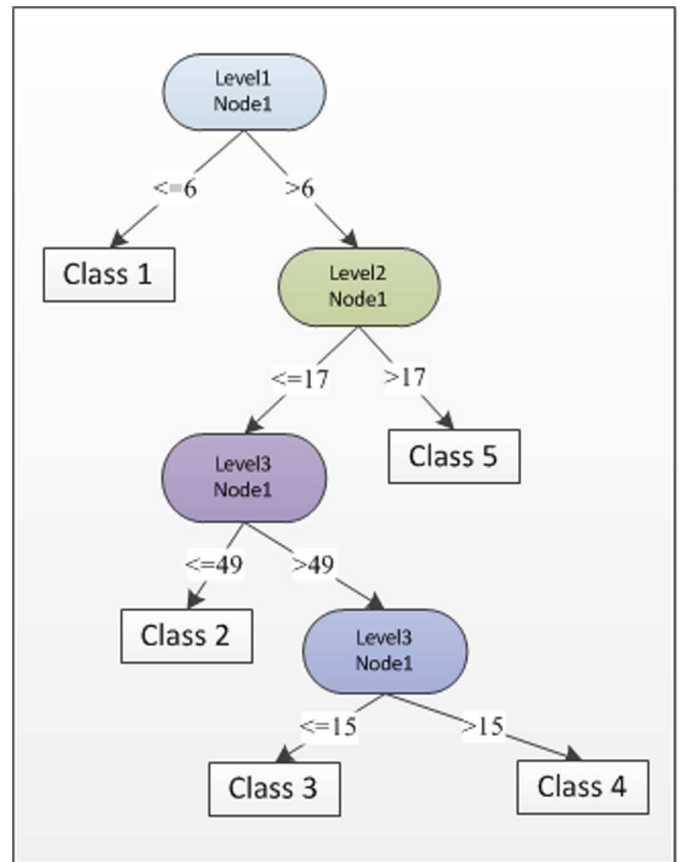 Level1
Node1
<=6
>6
Class 1
Level2
Node1
<=17
>17
Level3
Node1
Class 5
<=49
>49
Class 2
Level3
Node1
<=15
>15
Class 3
Class 4